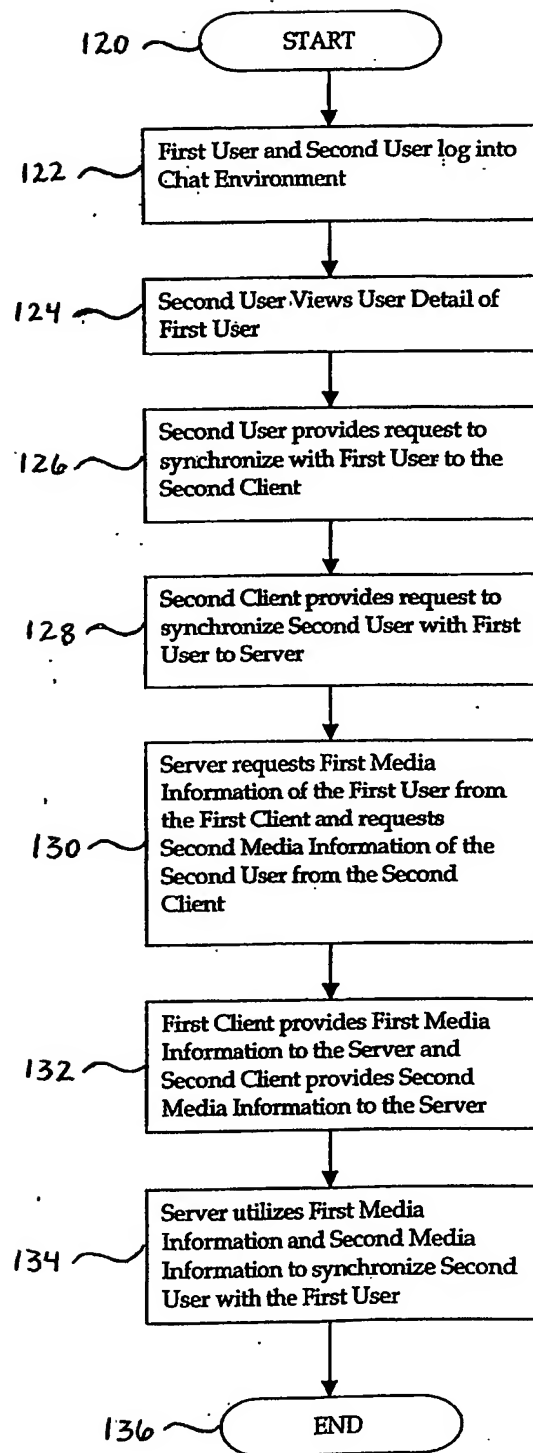 120 START
122 First User and Second User log into
Chat Environment
124 Second User Views User Detail of
First User
126 Second User provides request to
synchronize with First User to the
Second Client
128 Second Client provides request to
synchronize Second User with First
User to Server
130 Server requests First Media
Information of the First User from
the First Client and requests
Second Media Information of the
Second User from the Second
Client
132 First Client provides First Media
Information to the Server and
Second Client provides Second
Media Information to the Server
134 Server utilizes First Media
Information and Second Media
Information to synchronize Second
User with the First User
136 END